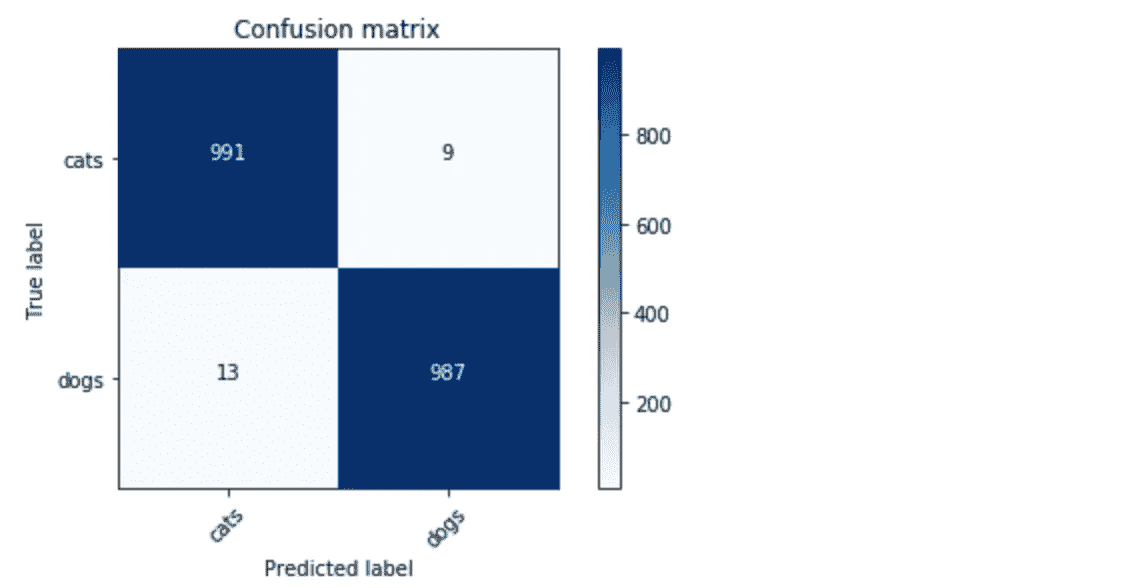 Confusion matrix
cats
991
9
800
600
True label
400
dogs
13
987
200
cats
dogs
Predicted label